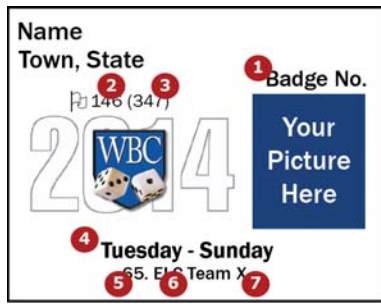 Name
Town, State
1
Badge No.
2 3
146 (347)
2014
WBC
Your
Picture
Here
4
Tuesday - Sunday
65. Team X
5 6 7